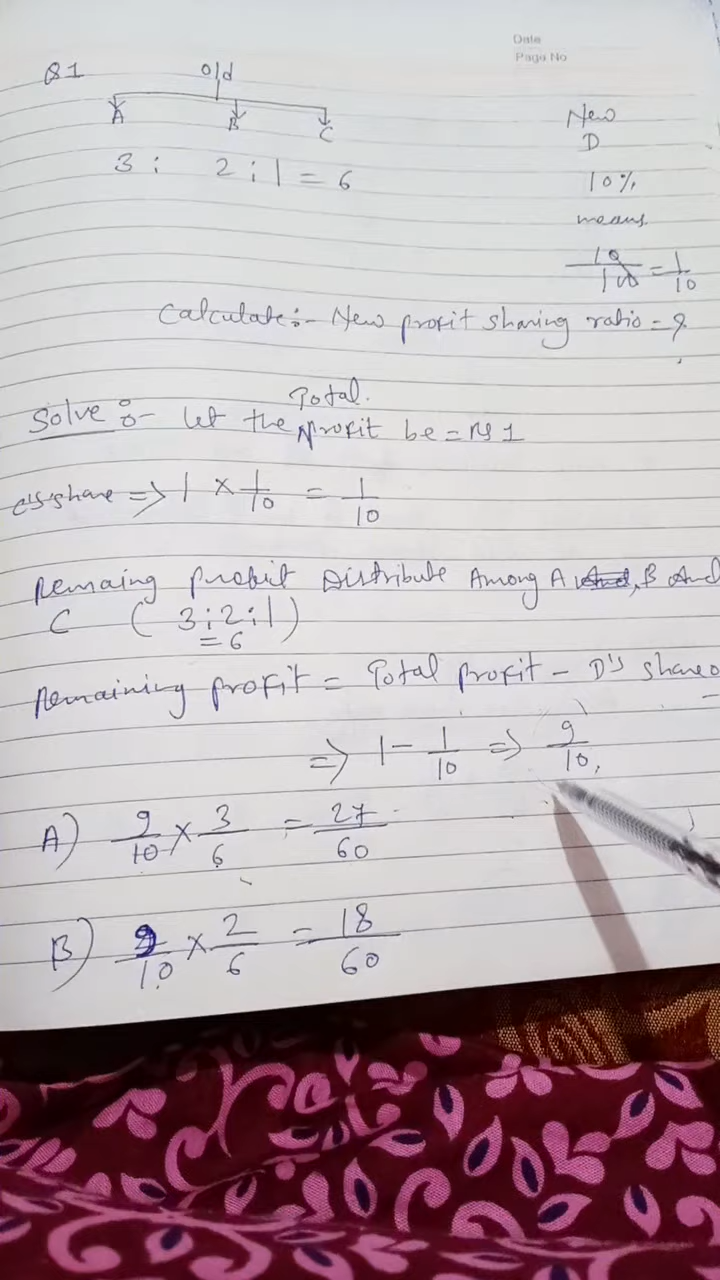 Date
Page No
Q1 old
A B C
3 : 2 : 1 = 6
New
D
10%
means
10/100 = 1/10
Calculate:- New profit sharing ratio = ?
Total
Solve :- let the profit be = Rs 1
share => 1 × 1/10 = 1/10
Remaing profit Distribute Among A And, B And
C ( 3:2:1 )
= 6
Remaining profit = Total profit - D's share
=> 1 - 1/10 => 9/10
A) 9/10 × 3/6 = 27/60
B) 9/10 × 2/6 = 18/60